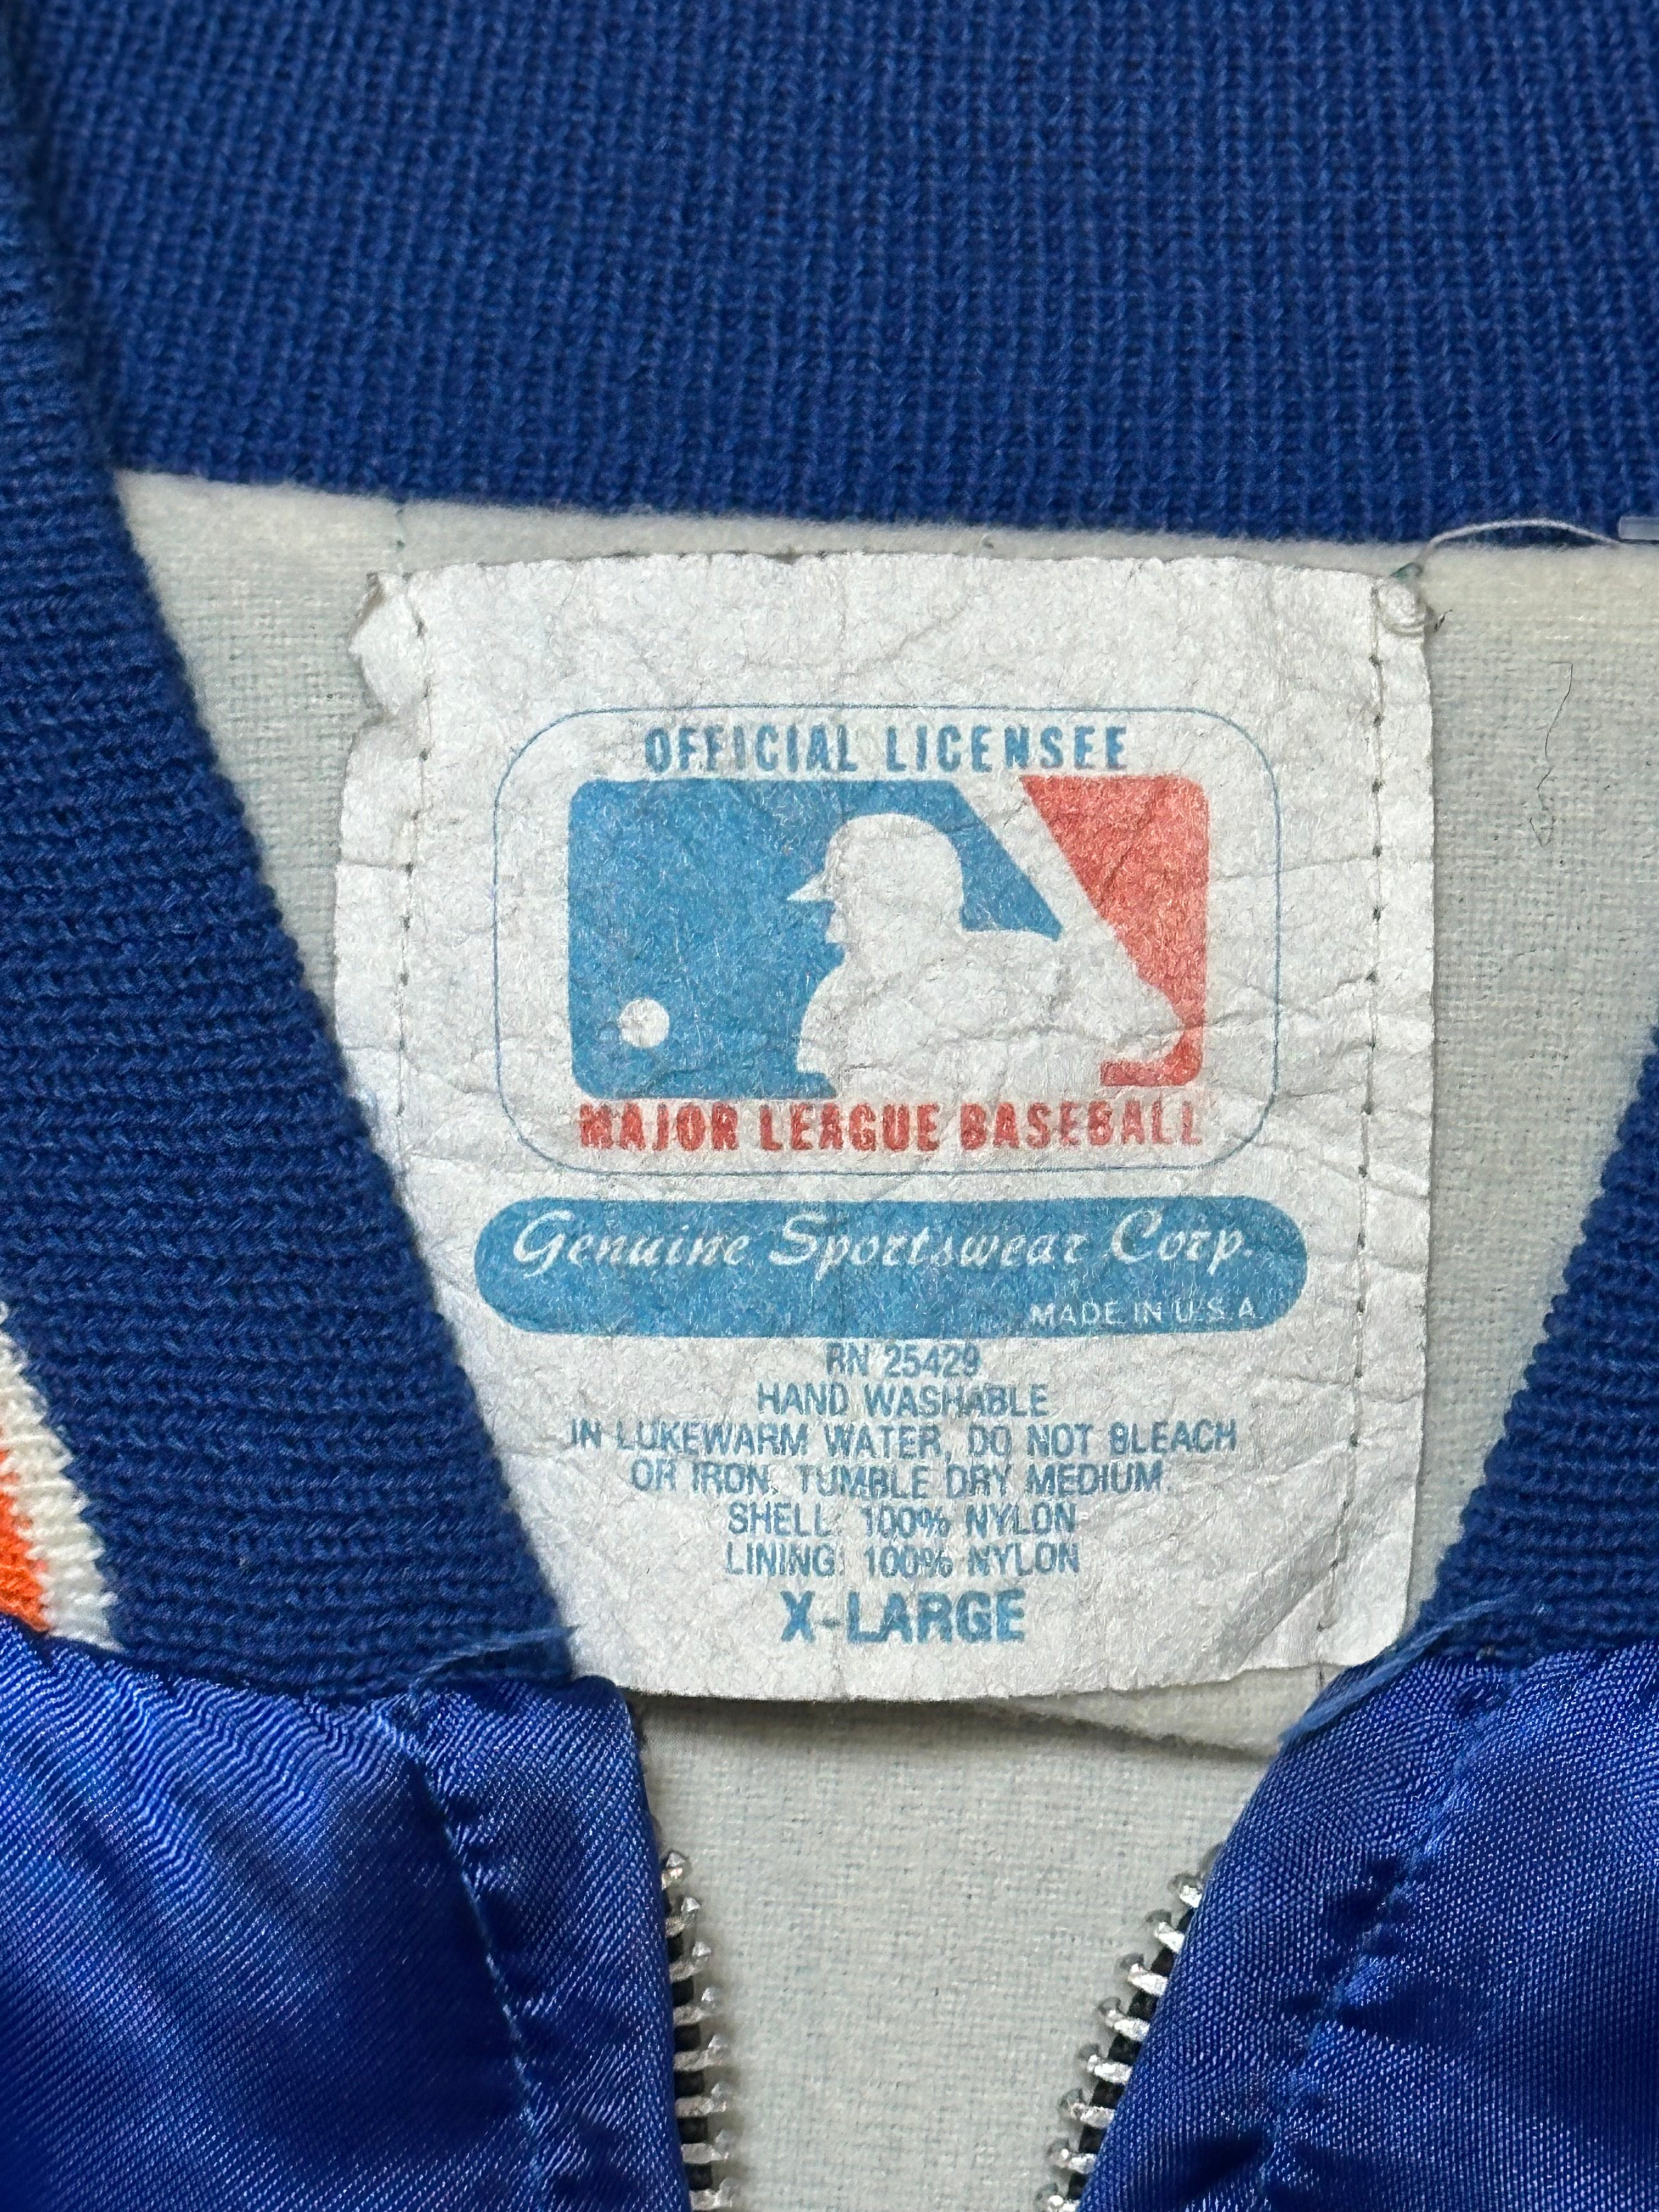 OFFICIAL LICENSEE
MAJOR LEAGUE BASEBALL
Genuine Sportswear Corp.
MADE IN U.S.A.
RN 25429
HAND WASHABLE
IN LUKEWARM WATER, DO NOT BLEACH
OR IRON. TUMBLE DRY MEDIUM.
SHELL: 100% NYLON
LINING: 100% NYLON
X-LARGE